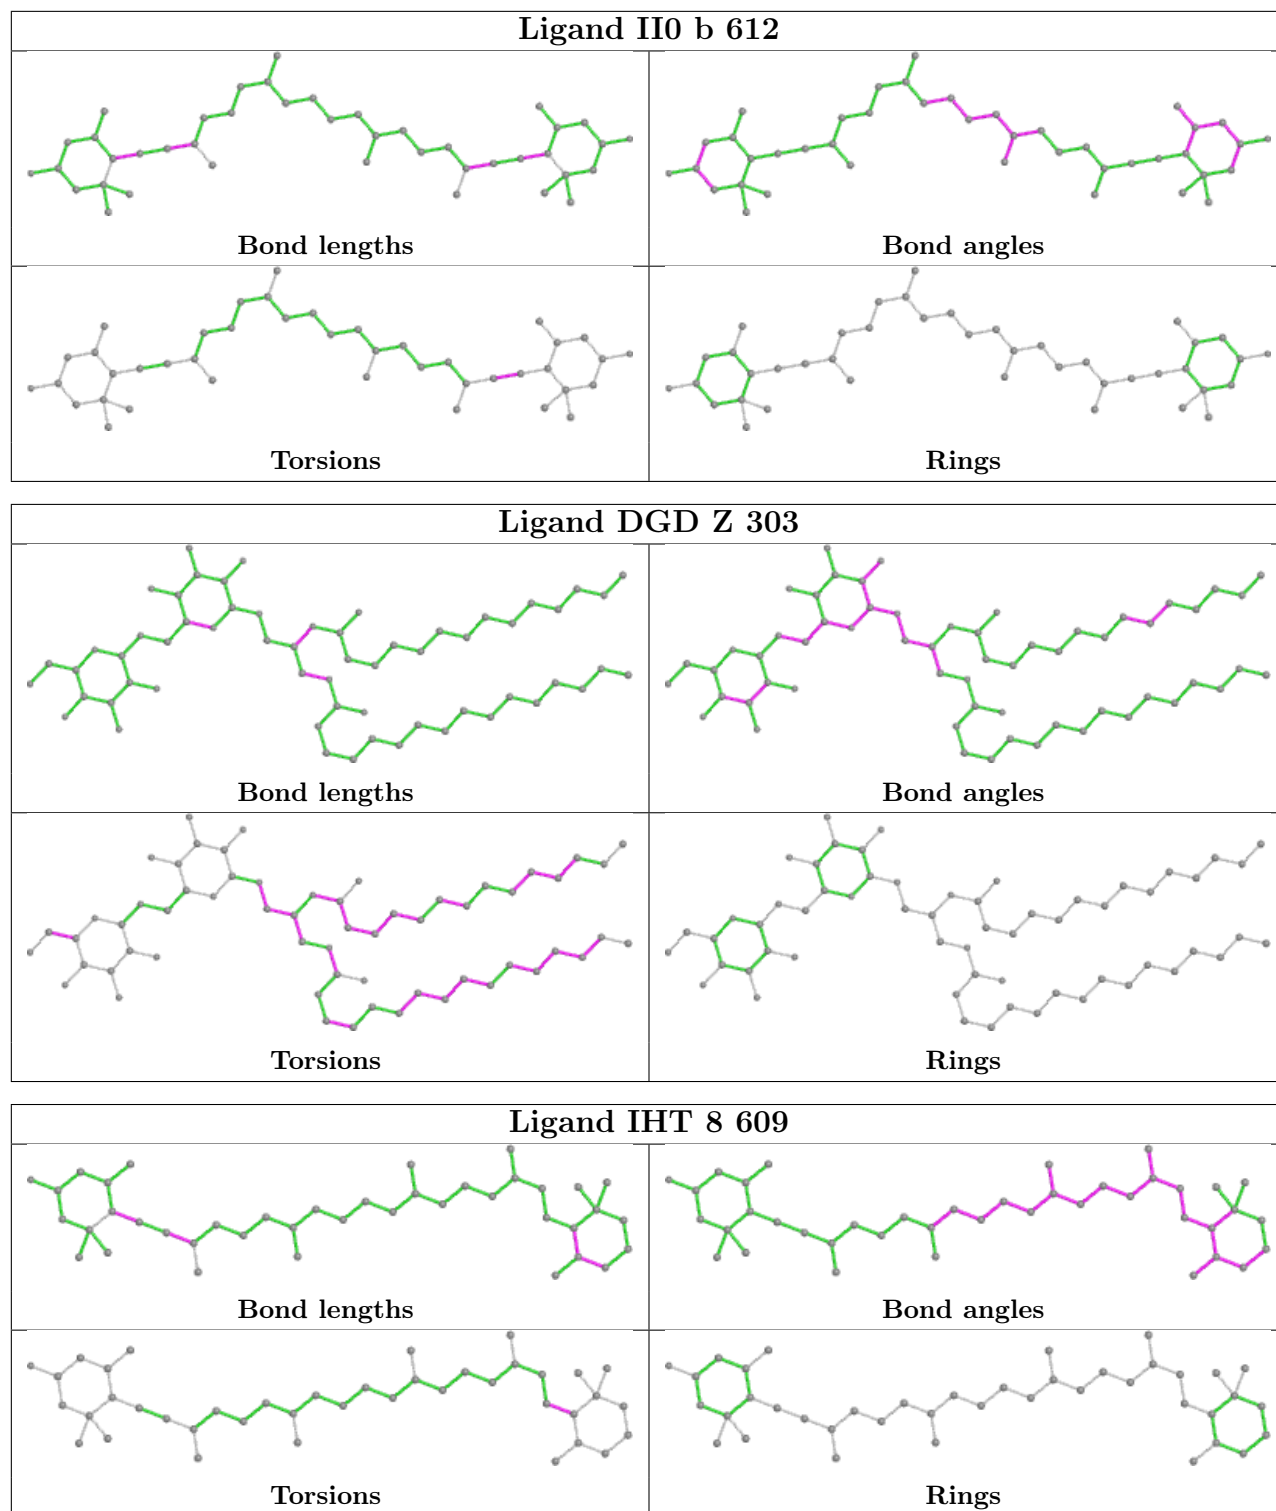 Ligand II0 b 612
Bond lengths
Bond angles
Torsions
Rings
Ligand DGD Z 303
Bond lengths
Bond angles
Torsions
Rings
Ligand IHT 8 609
Bond lengths
Bond angles
Torsions
Rings